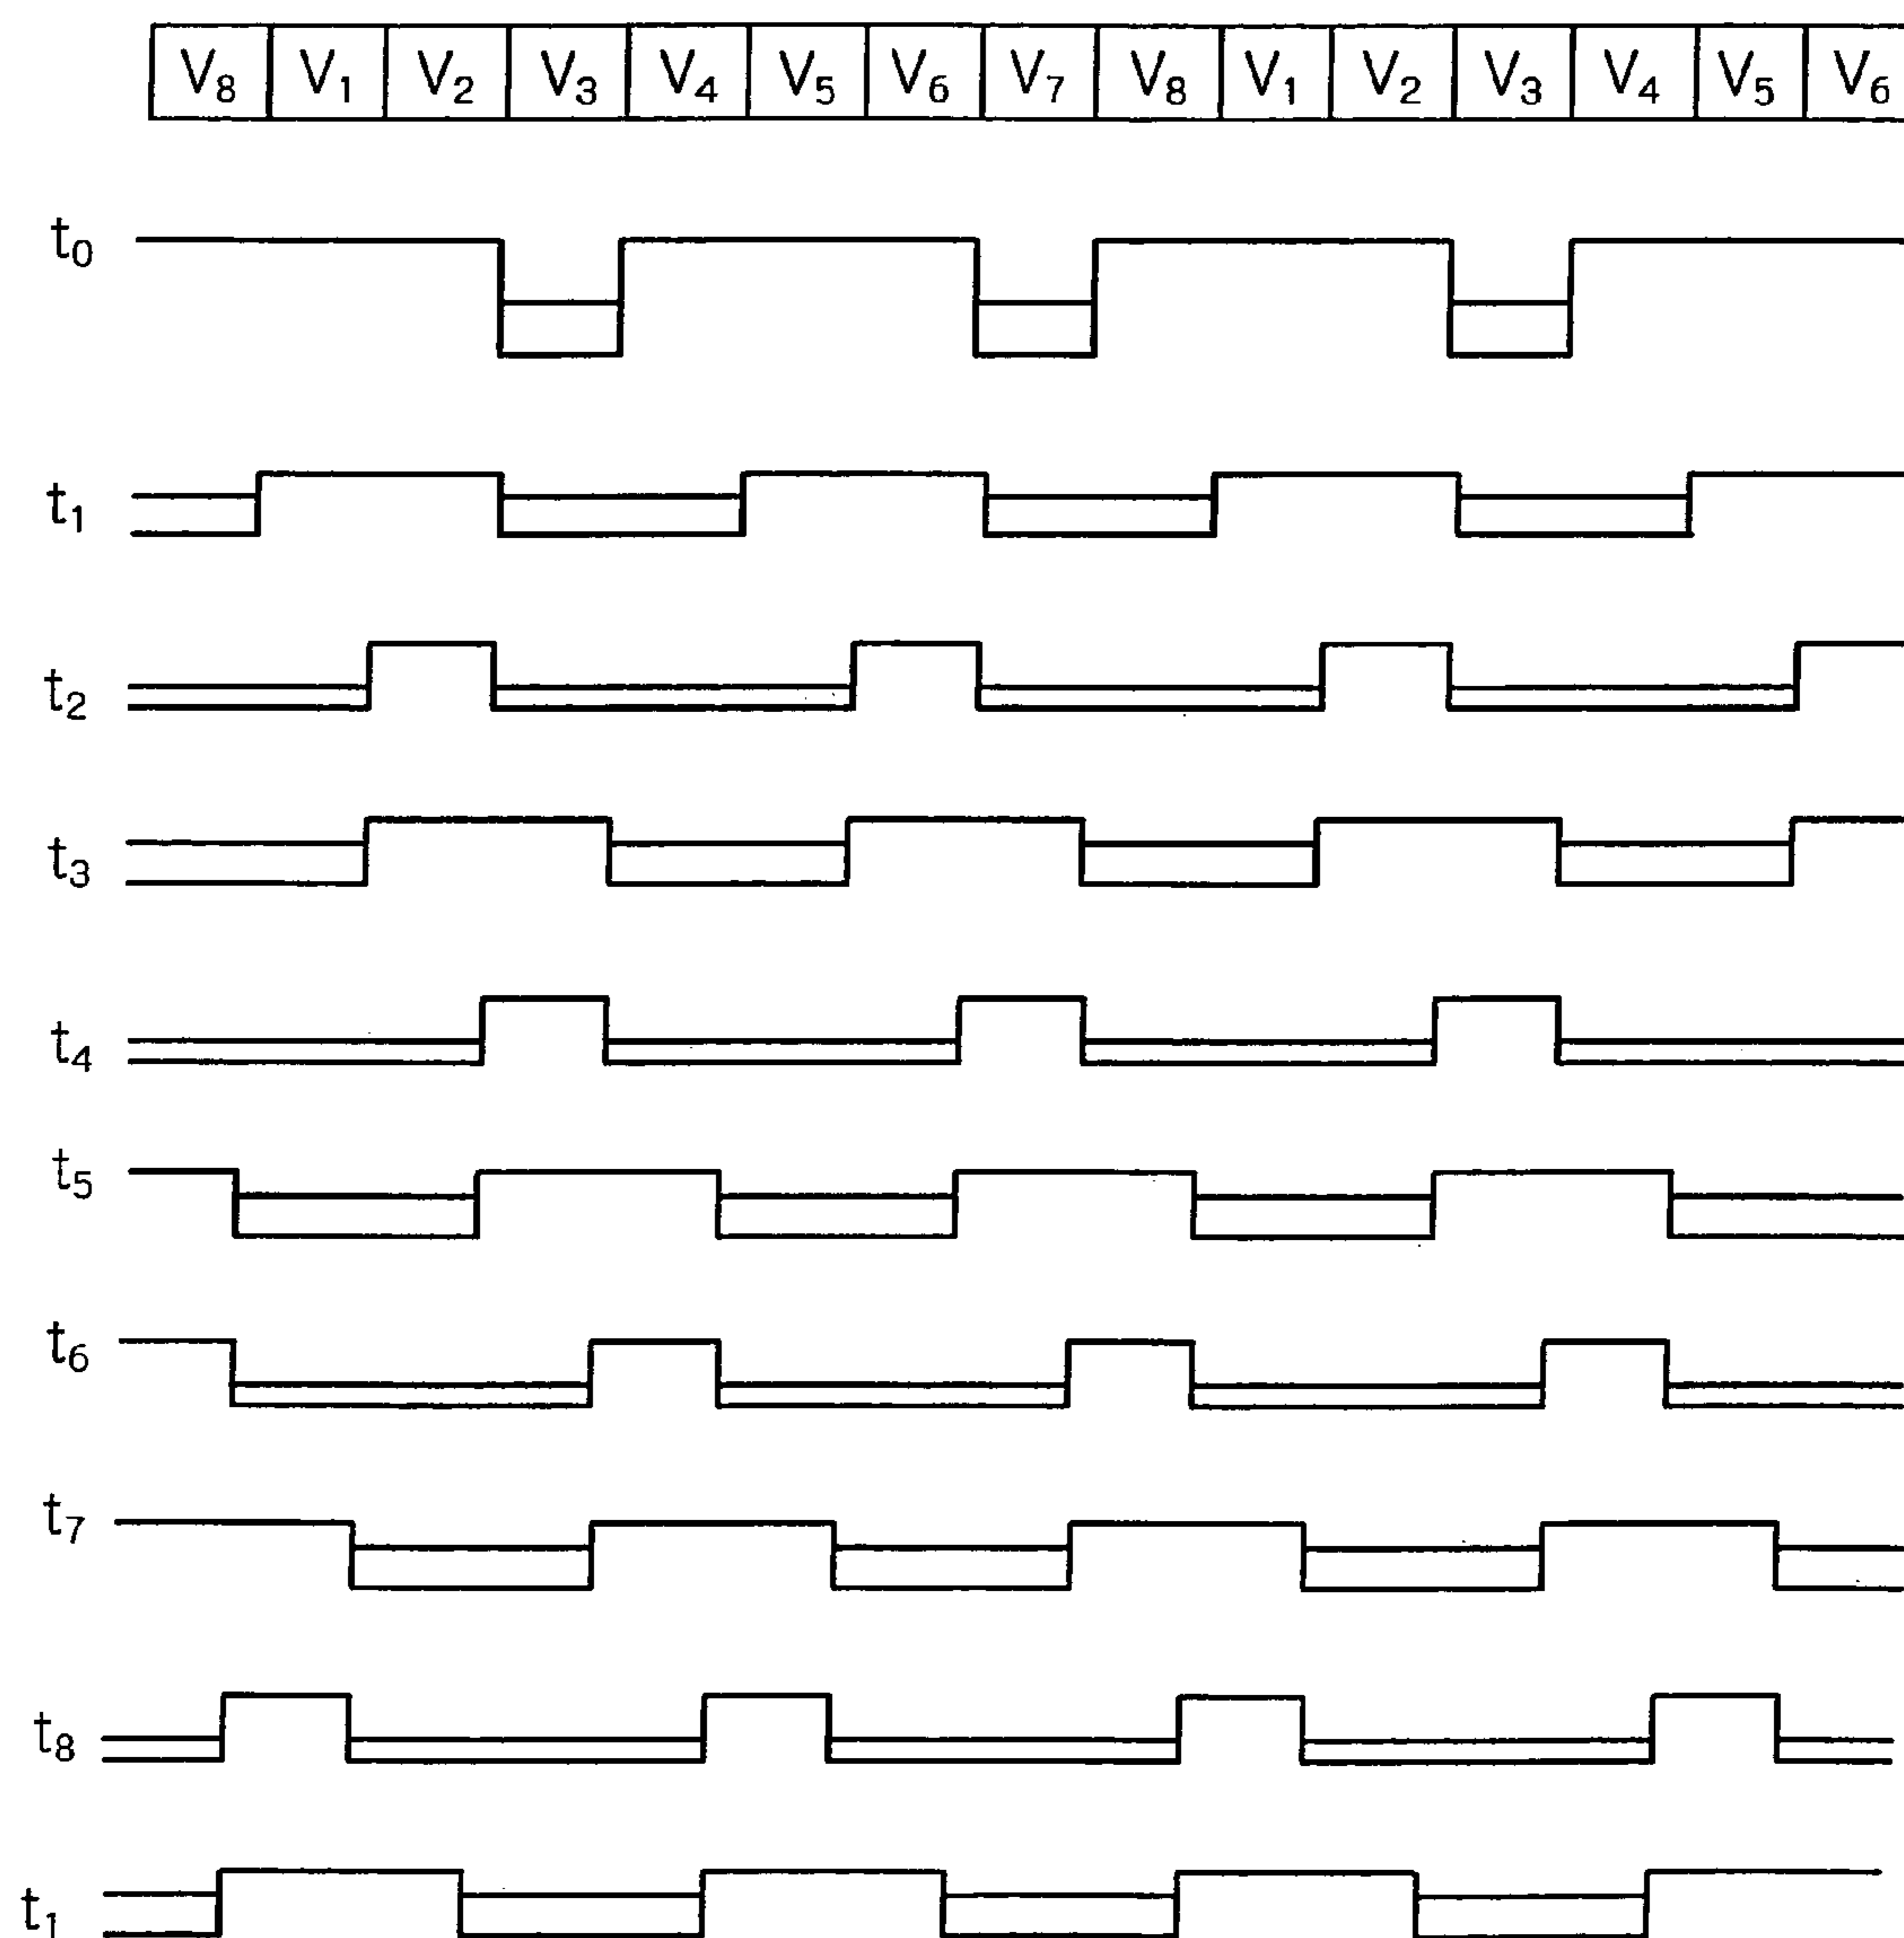 V₈ V₁ V₂ V₃ V₄ V₅ V₆ V₇ V₈ V₁ V₂ V₃ V₄ V₅ V₆
t₀
t₁
t₂
t₃
t₄
t₅
t₆
t₇
t₈
t₁